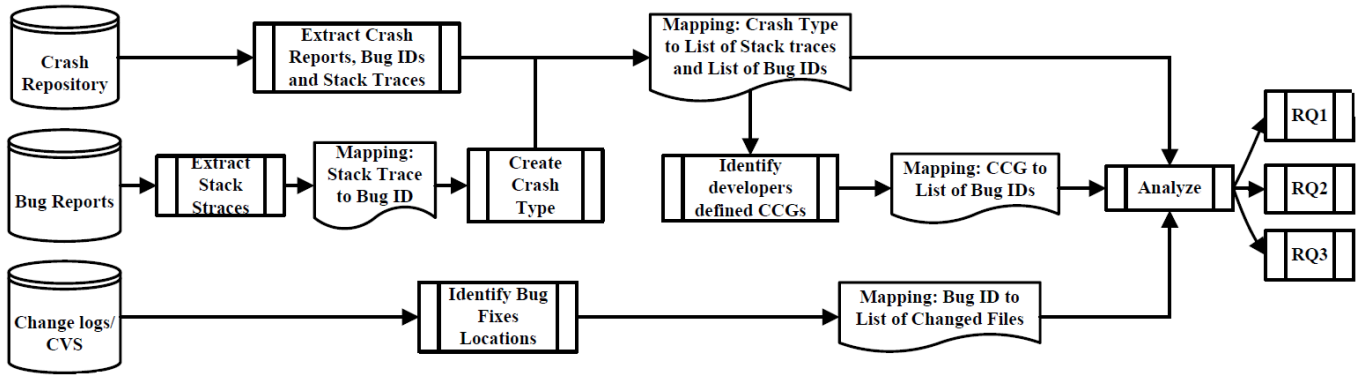 Crash
Repository
Extract Crash
Reports, Bug IDs
and Stack Traces
Mapping: Crash Type
to List of Stack traces
and List of Bug IDs
Bug Reports
Extract
Stack
Straces
Mapping:
Stack Trace
to Bug ID
Create
Crash
Type
Identify
developers
defined CCGs
Mapping: CCG to
List of Bug IDs
Analyze
RQ1
RQ2
RQ3
Change logs/
CVS
Identify Bug
Fixes
Locations
Mapping: Bug ID to
List of Changed Files